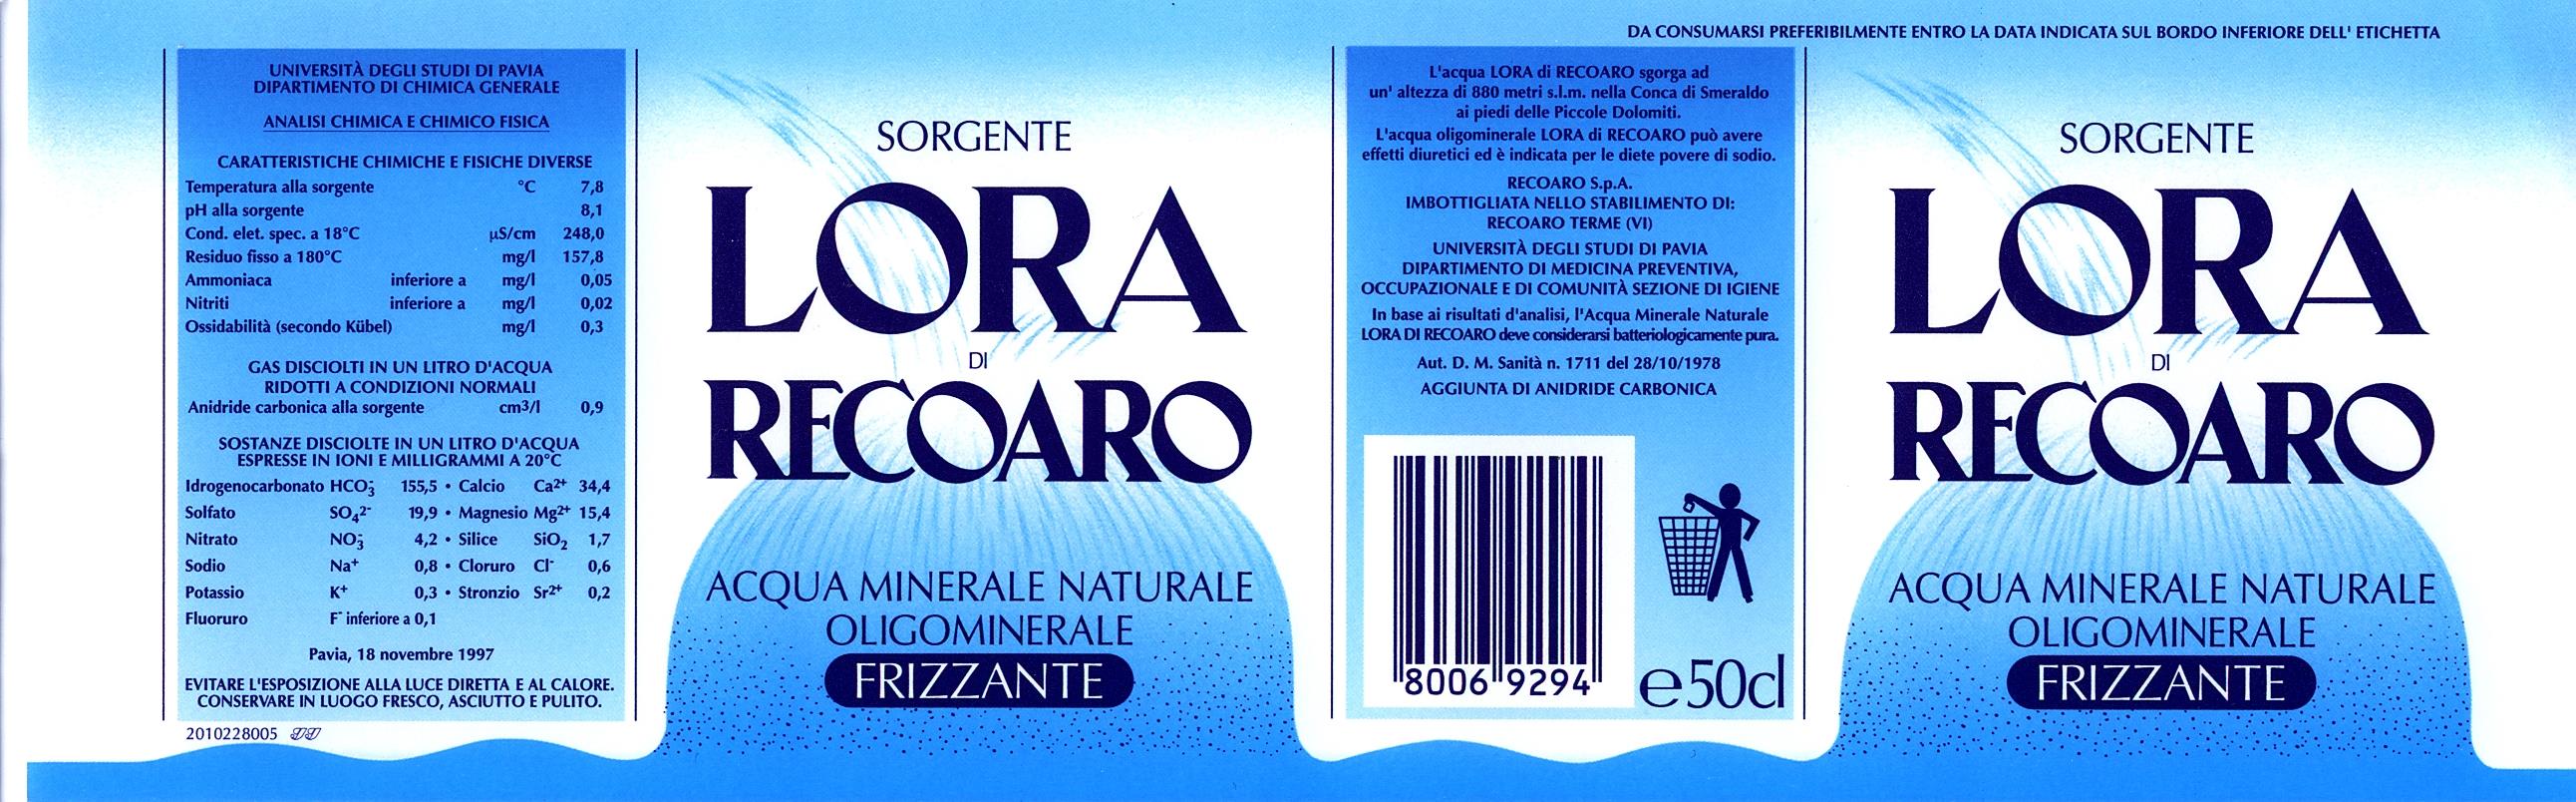 DA CONSUMARSI PREFERIBILMENTE ENTRO LA DATA INDICATA SUL BORDO INFERIORE DELL' ETICHETTA
UNIVERSITÀ DEGLI STUDI DI PAVIA
DIPARTIMENTO DI CHIMICA GENERALE
ANALISI CHIMICA E CHIMICO FISICA
CARATTERISTICHE CHIMICHE E FISICHE DIVERSE
Temperatura alla sorgente °C 7,8
pH alla sorgente 8,1
Cond. elet. spec. a 18°C µS/cm 248,0
Residuo fisso a 180°C mg/l 157,8
Ammoniaca inferiore a mg/l 0,05
Nitriti inferiore a mg/l 0,02
Ossidabilità (secondo Kübel) mg/l 0,3
GAS DISCIOLTI IN UN LITRO D'ACQUA
RIDOTTI A CONDIZIONI NORMALI
Anidride carbonica alla sorgente cm3/l 0,9
SOSTANZE DISCIOLTE IN UN LITRO D'ACQUA
ESPRESSE IN IONI E MILLIGRAMMI A 20°C
Idrogenocarbonato HCO₃⁻ 155,5 • Calcio Ca²⁺ 34,4
Solfato SO₄²⁻ 19,9 • Magnesio Mg²⁺ 15,4
Nitrato NO₃⁻ 4,2 • Silice SiO₂ 1,7
Sodio Na⁺ 0,8 • Cloruro Cl⁻ 0,6
Potassio K⁺ 0,3 • Stronzio Sr²⁺ 0,2
Fluoruro F⁻ inferiore a 0,1
Pavia, 18 novembre 1997
EVITARE L'ESPOSIZIONE ALLA LUCE DIRETTA E AL CALORE.
CONSERVARE IN LUOGO FRESCO, ASCIUTTO E PULITO.
2010228005
SORGENTE
LORA
DI
RECOARO
ACQUA MINERALE NATURALE
OLIGOMINERALE
FRIZZANTE
L'acqua LORA di RECOARO sgorga ad
un' altezza di 880 metri s.l.m. nella Conca di Smeraldo
ai piedi delle Piccole Dolomiti.
L'acqua oligominerale LORA di RECOARO può avere
effetti diuretici ed è indicata per le diete povere di sodio.
RECOARO S.p.A.
IMBOTTIGLIATA NELLO STABILIMENTO DI:
RECOARO TERME (VI)
UNIVERSITÀ DEGLI STUDI DI PAVIA
DIPARTIMENTO DI MEDICINA PREVENTIVA,
OCCUPAZIONALE E DI COMUNITÀ SEZIONE DI IGIENE
In base ai risultati d'analisi, l'Acqua Minerale Naturale
LORA DI RECOARO deve considerarsi batteriologicamente pura.
Aut. D. M. Sanità n. 1711 del 28/10/1978
AGGIUNTA DI ANIDRIDE CARBONICA
8006 9294
e 50cl
SORGENTE
LORA
DI
RECOARO
ACQUA MINERALE NATURALE
OLIGOMINERALE
FRIZZANTE